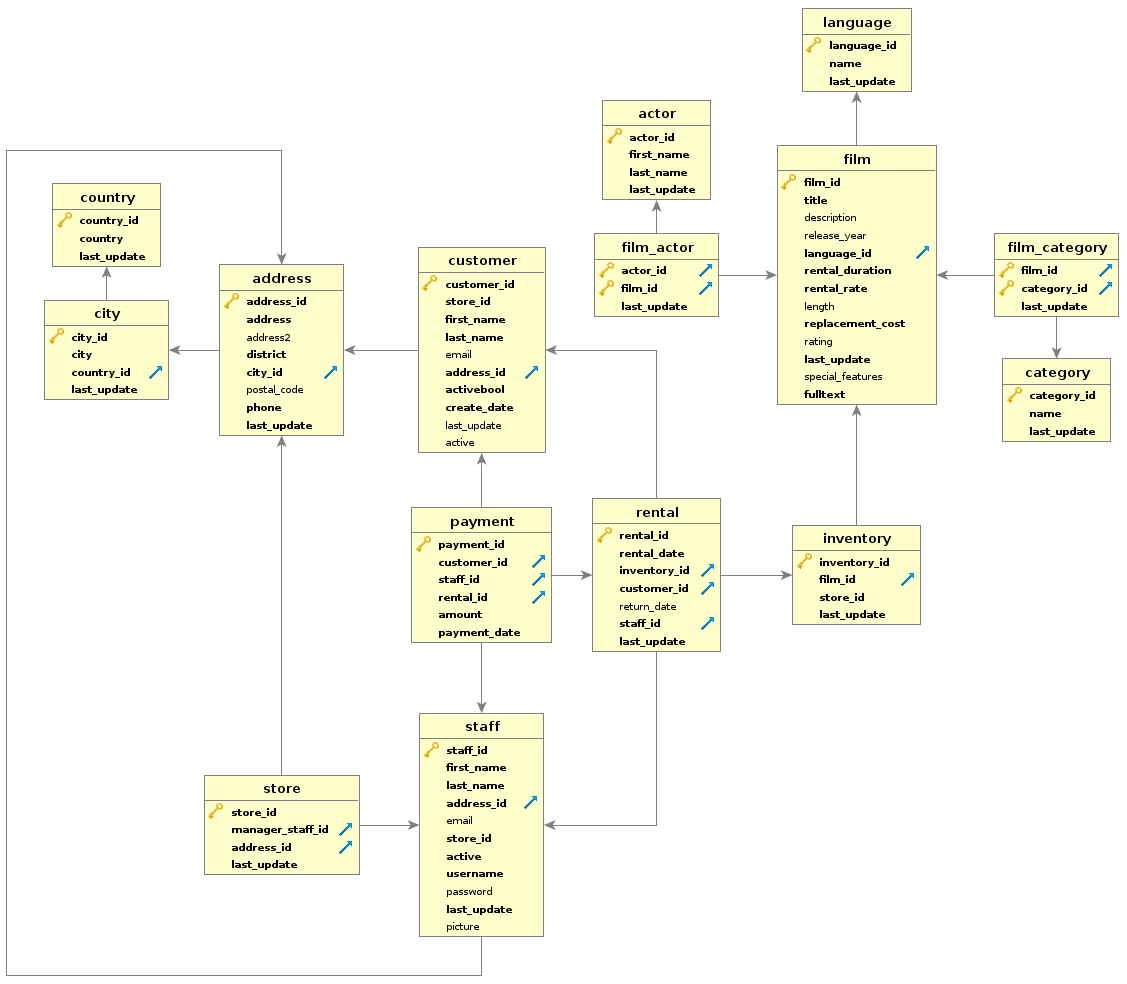 language
language_id
name
last_update
actor
actor_id
first_name
last_name
last_update
film
film_id
title
description
release_year
language_id
rental_duration
rental_rate
length
replacement_cost
rating
last_update
special_features
fulltext
country
country_id
country
last_update
film_actor
actor_id
film_id
last_update
film_category
film_id
category_id
last_update
customer
customer_id
store_id
first_name
last_name
email
address_id
activebool
create_date
last_update
active
address
address_id
address
address2
district
city_id
postal_code
phone
last_update
city
city_id
city
country_id
last_update
category
category_id
name
last_update
payment
payment_id
customer_id
staff_id
rental_id
amount
payment_date
rental
rental_id
rental_date
inventory_id
customer_id
return_date
staff_id
last_update
inventory
inventory_id
film_id
store_id
last_update
staff
staff_id
first_name
last_name
address_id
email
store_id
active
username
password
last_update
picture
store
store_id
manager_staff_id
address_id
last_update